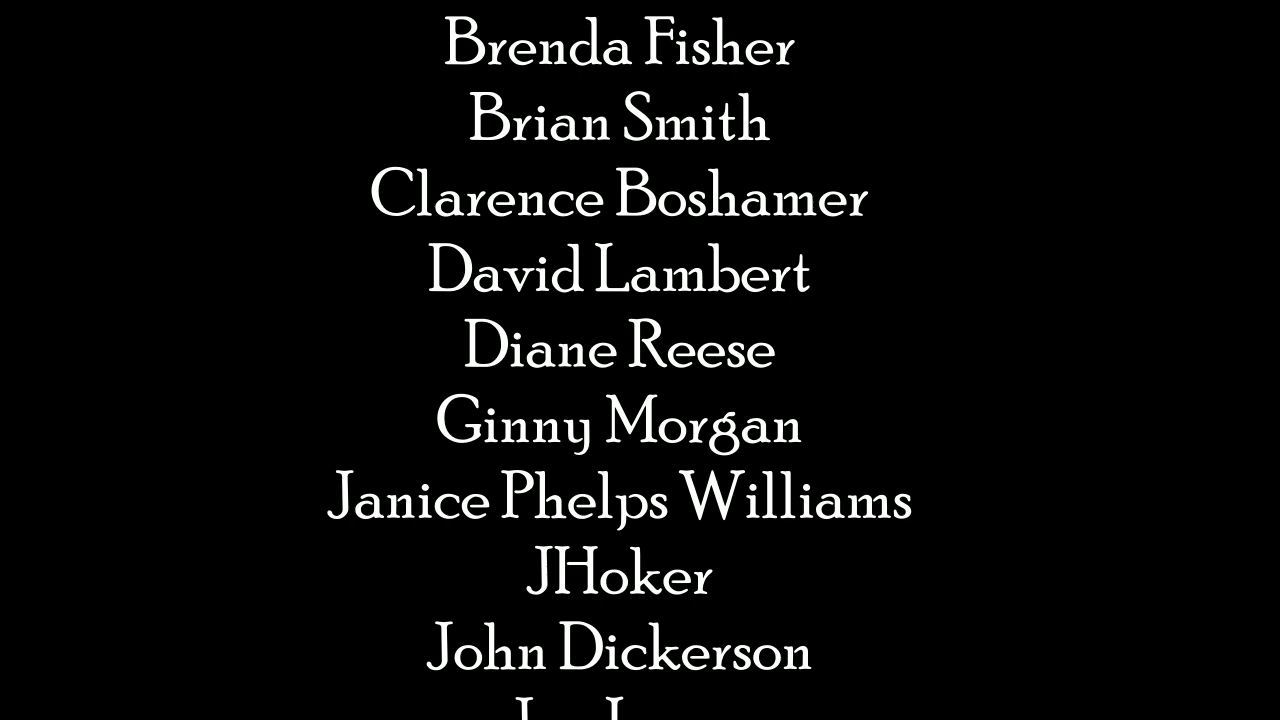 Brenda Fisher
Brian Smith
Clarence Boshamer
David Lambert
Diane Reese
Ginny Morgan
Janice Phelps Williams
JHoker
John Dickerson